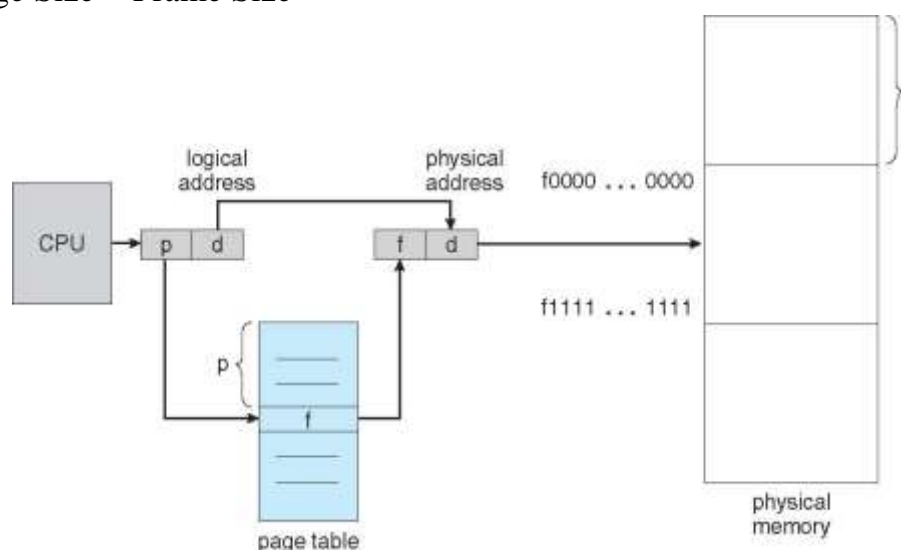 ge Size = Frame Size
logical
address
physical
address
f0000 ... 0000
CPU
p d
f d
f1111 ... 1111
p
f
page table
physical
memory